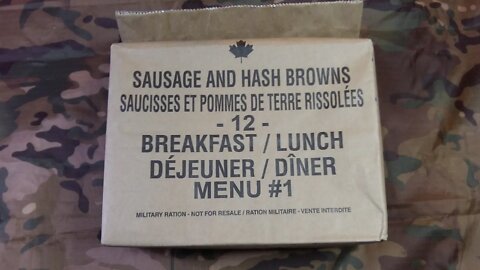 SAUSAGE AND HASH BROWNS
SAUCISSES ET POMMES DE TERRE RISSOLÉES
- 12 -
BREAKFAST / LUNCH
DÉJEUNER / DÎNER
MENU #1
MILITARY RATION - NOT FOR RESALE / RATION MILITAIRE - VENTE INTERDITE